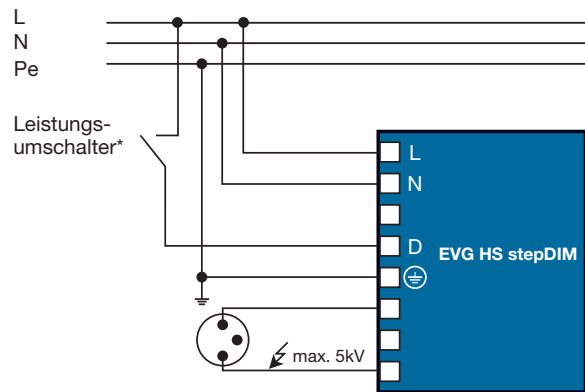 L
N
Pe
Leistungs-
umschalter*
L
N
D
EVG HS stepDIM
max. 5kV